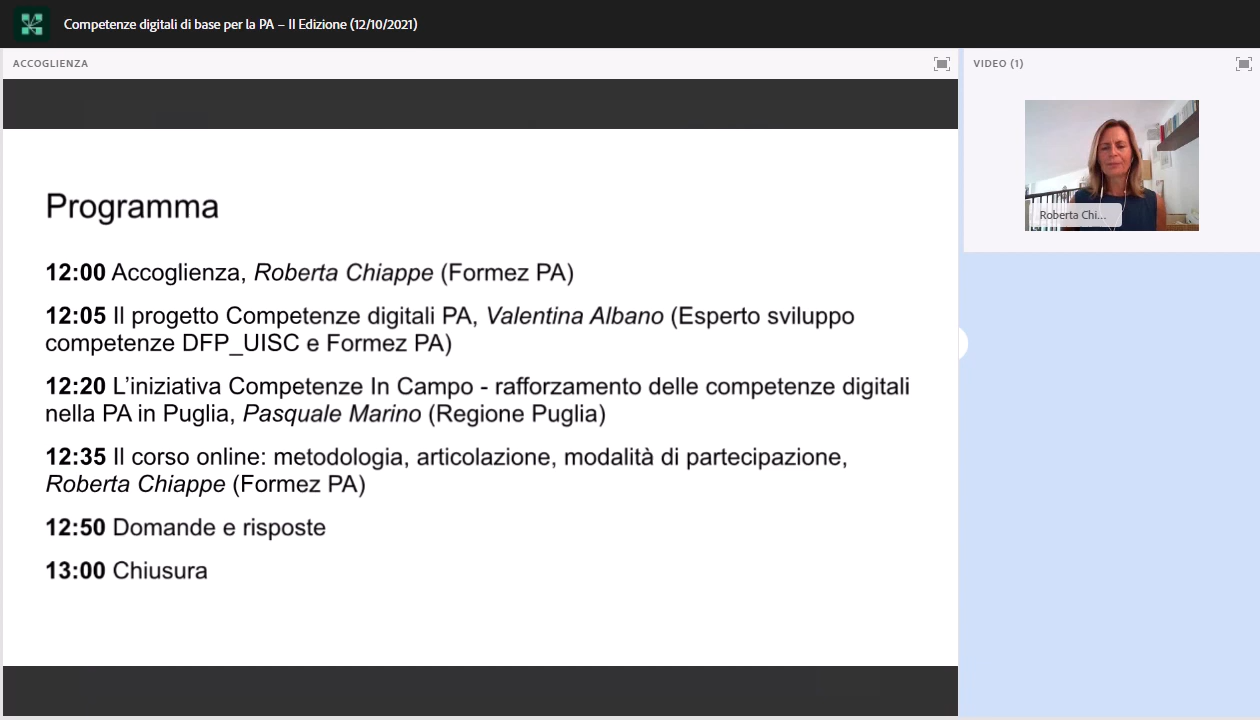 Competenze digitali di base per la PA – II Edizione (12/10/2021)
ACCOGLIENZA
VIDEO (1)
Programma
12:00 Accoglienza, Roberta Chiappe (Formez PA)
12:05 Il progetto Competenze digitali PA, Valentina Albano (Esperto sviluppo
competenze DFP_UISC e Formez PA)
12:20 L’iniziativa Competenze In Campo - rafforzamento delle competenze digitali
nella PA in Puglia, Pasquale Marino (Regione Puglia)
12:35 Il corso online: metodologia, articolazione, modalità di partecipazione,
Roberta Chiappe (Formez PA)
12:50 Domande e risposte
13:00 Chiusura
Roberta Chi...